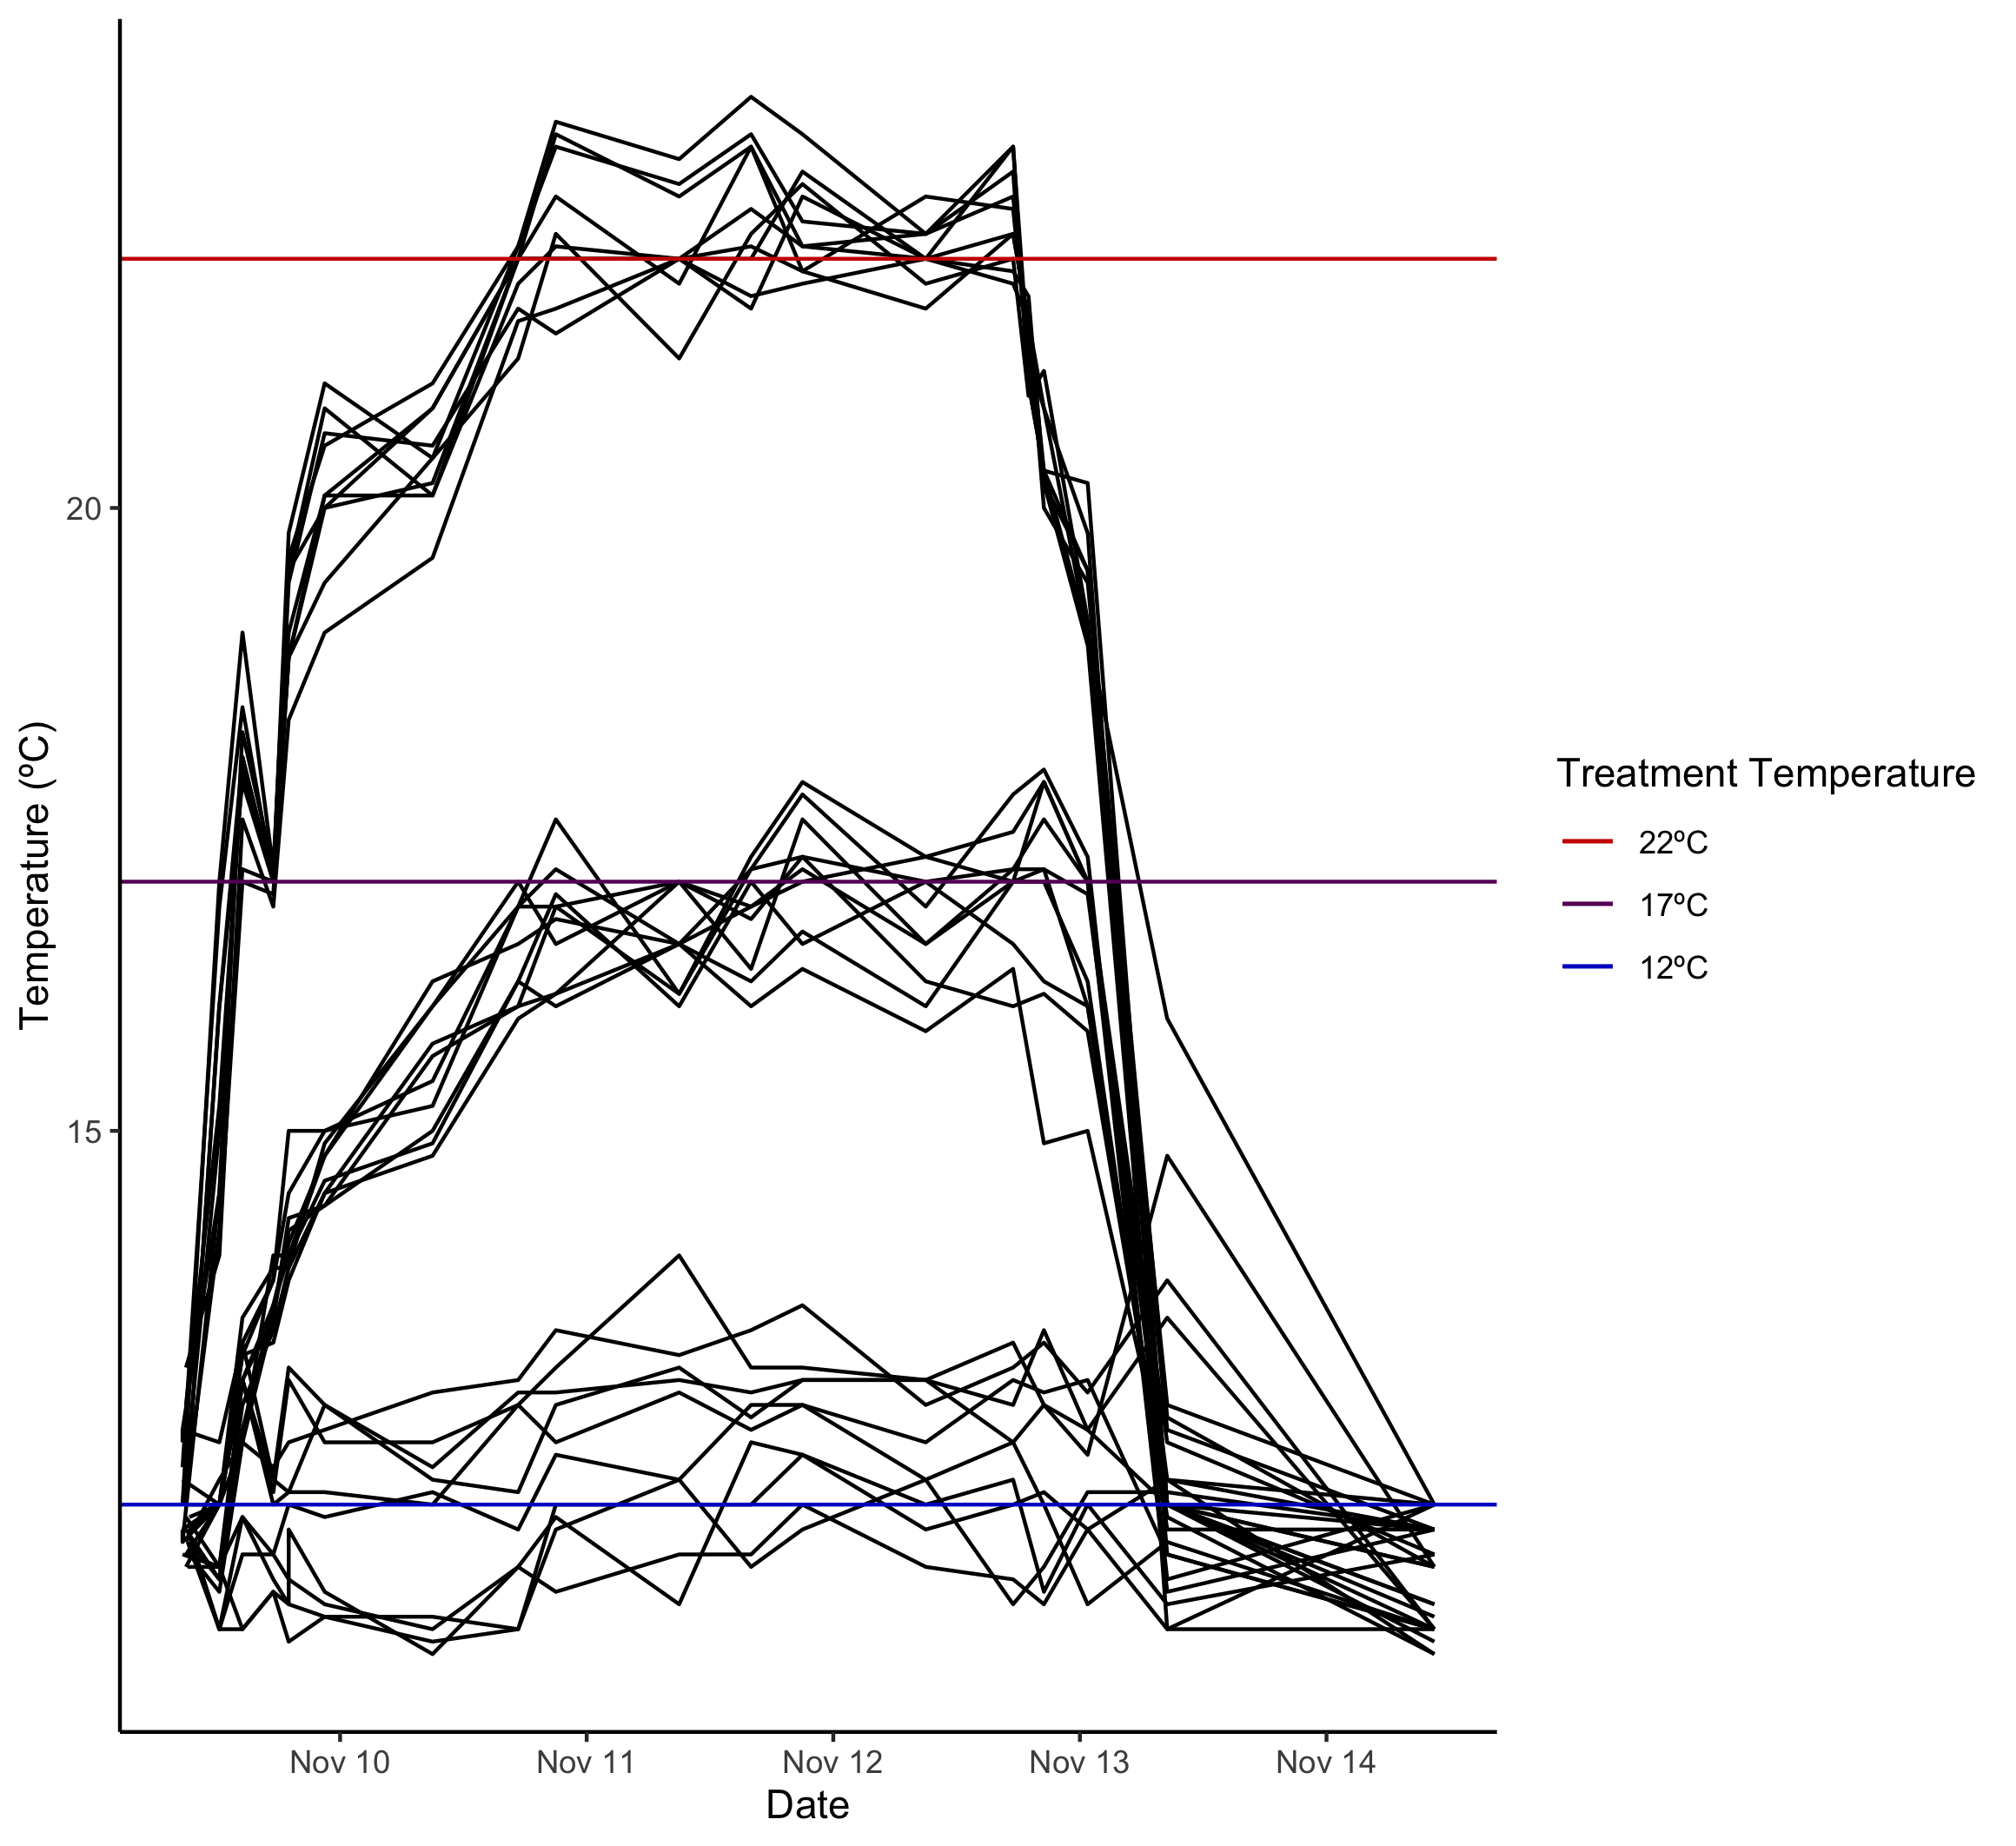 20
15
Temperature (ºC)
Nov 10
Nov 11
Nov 12
Nov 13
Nov 14
Date
Treatment Temperature
22ºC
17ºC
12ºC